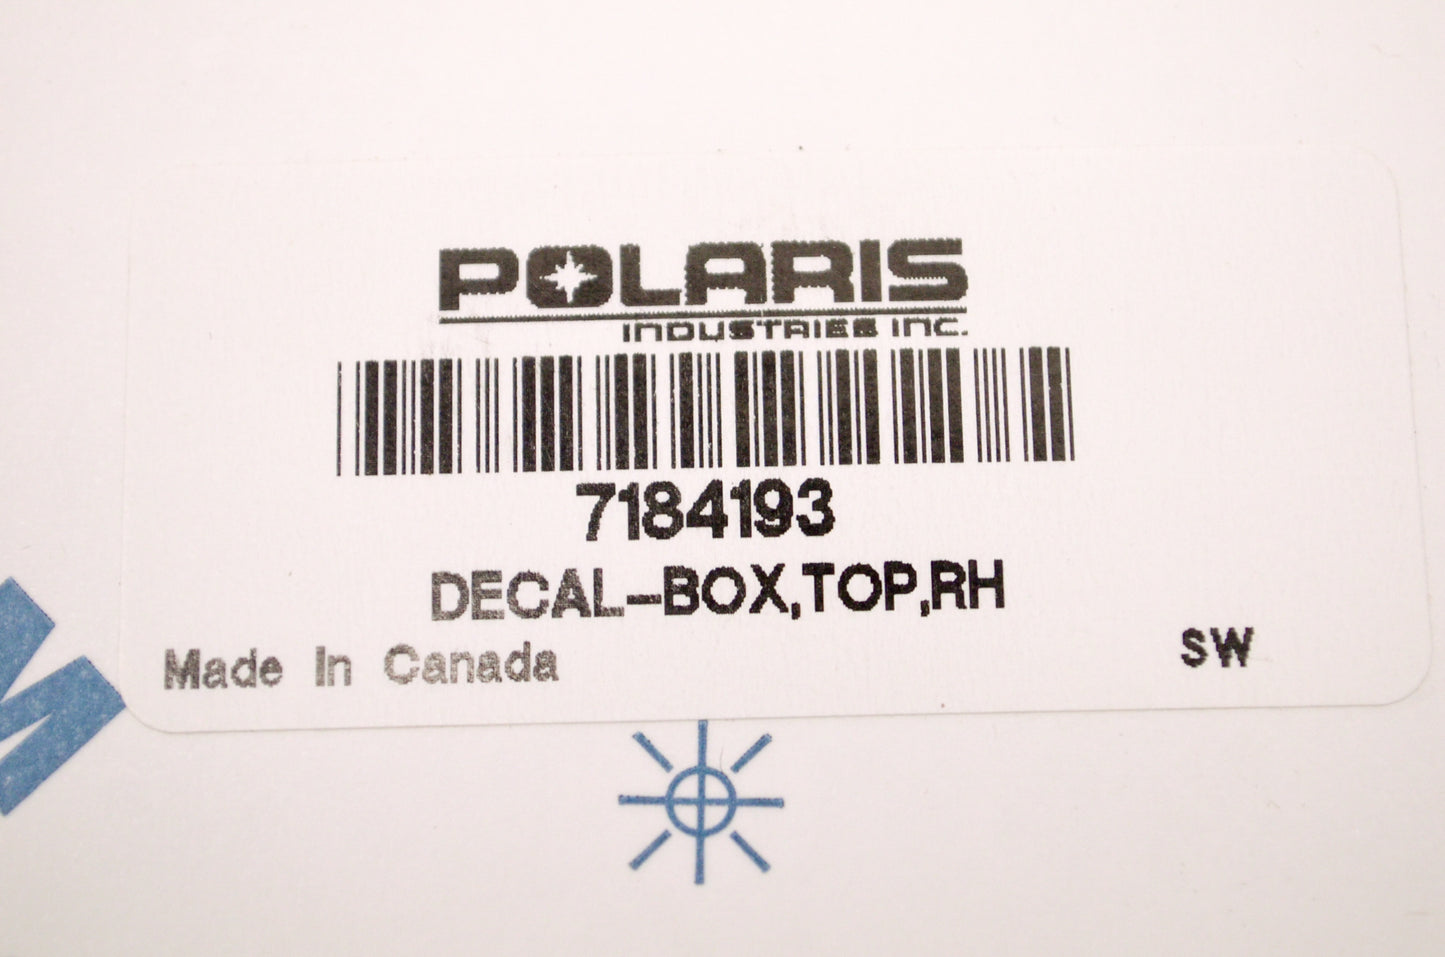 POLARIS
INDUSTRIES INC.
7184193
DECAL-BOX,TOP,RH
Made In Canada
SW